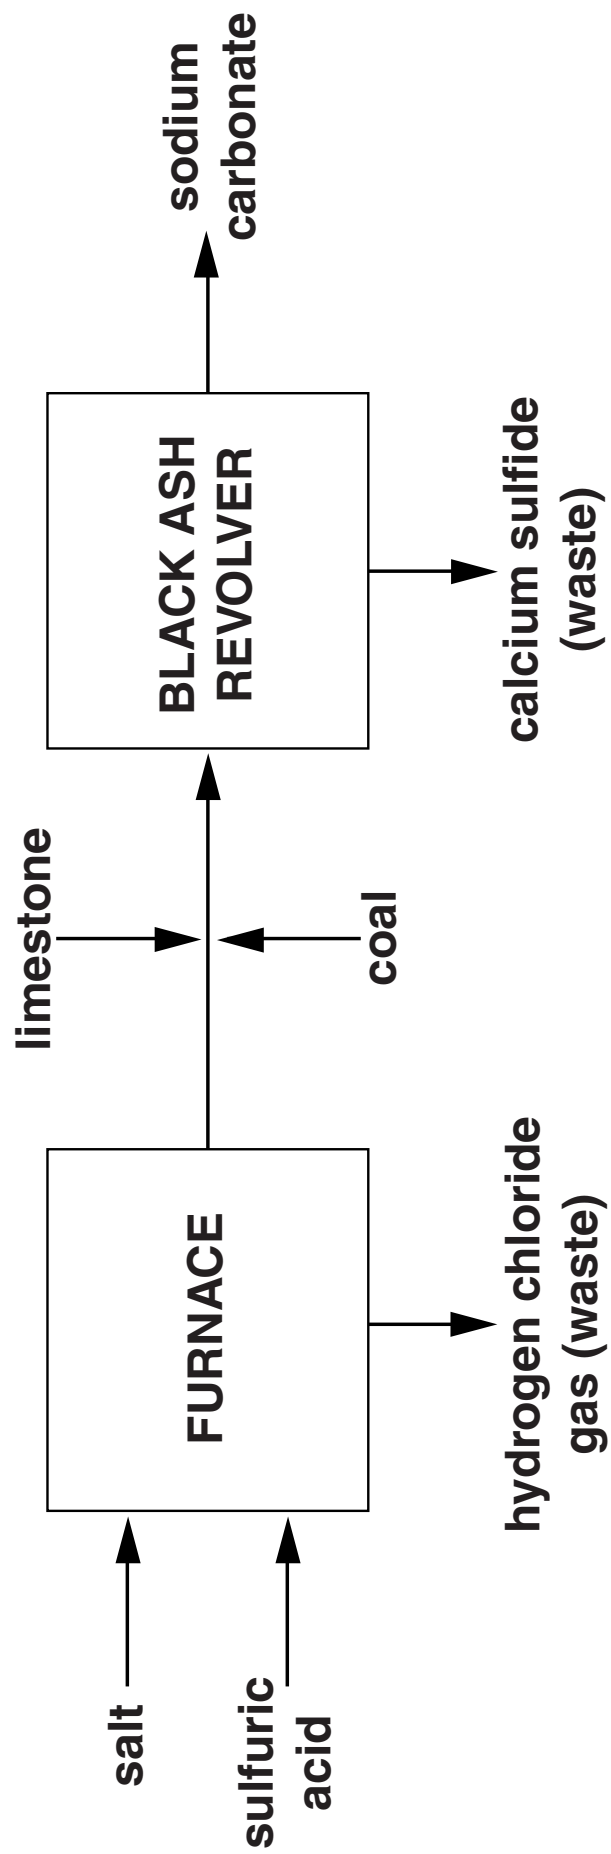 salt
sulfuric
acid
FURNACE
hydrogen chloride
gas (waste)
limestone
coal
BLACK ASH
REVOLVER
calcium sulfide
(waste)
sodium
carbonate